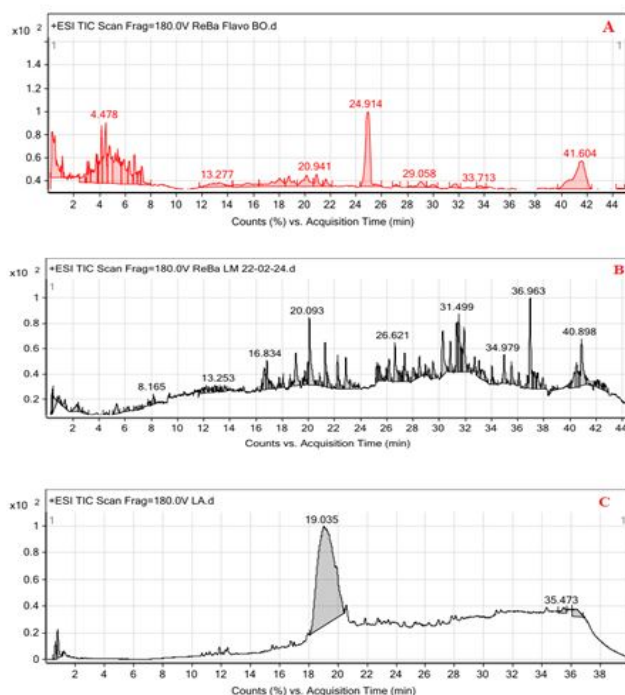 +ESI TIC Scan Frag=180.0V ReBa Flavo BO.d A
x10 2
1 1
1.6
1.4
1.2
1 24.914
4.478
0.8
0.6 41.604
13.277 20.941 29.058 33.713
0.4
2 4 6 8 10 12 14 16 18 20 22 24 26 28 30 32 34 36 38 40 42 44
Counts (%) vs. Acquisition Time (min)
+ESI TIC Scan Frag=180.0V ReBa LM 22-02-24.d B
x10 2
1 1
1 36.963
20.093 31.499
0.8
40.898
0.6 16.834 26.621 34.979
0.4
8.165 13.253
0.2
2 4 6 8 10 12 14 16 18 20 22 24 26 28 30 32 34 36 38 40 42 44
Counts vs. Acquisition Time (min)
+ESI TIC Scan Frag=180.0V LA.d C
x10 2
1 1
19.035
1
0.8
0.6
0.4 35.473
0.2
0
2 4 6 8 10 12 14 16 18 20 22 24 26 28 30 32 34 36 38
Counts (%) vs. Acquisition Time (min)